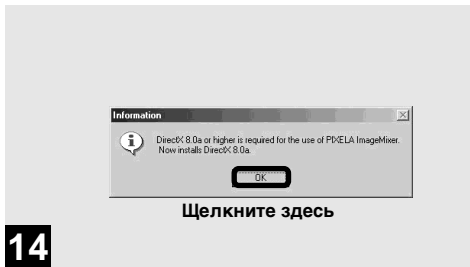 Information
DirectX 8.0a or higher is required for the use of PIXELA ImageMixer.
Now installs DirectX 8.0a.
OK
Щелкните здесь
14